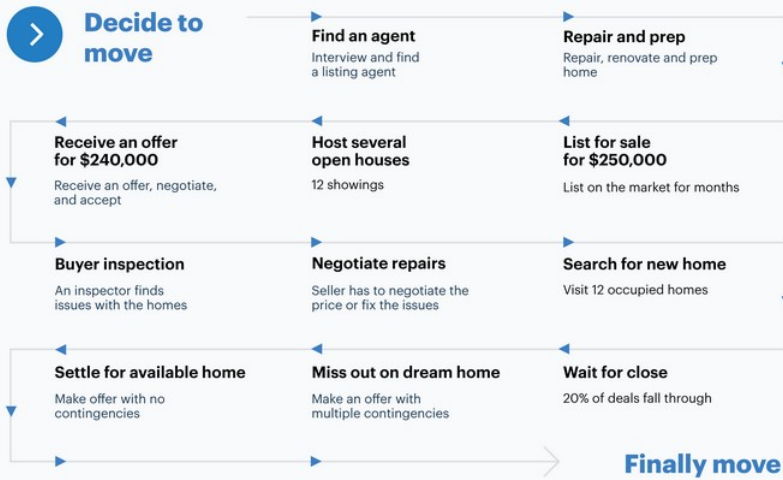 Decide to
move
Find an agent
Interview and find
a listing agent
Repair and prep
Repair, renovate and prep
home
Receive an offer
for $240,000
Receive an offer, negotiate,
and accept
Host several
open houses
12 showings
List for sale
for $250,000
List on the market for months
Buyer inspection
An inspector finds
issues with the homes
Negotiate repairs
Seller has to negotiate the
price or fix the issues
Search for new home
Visit 12 occupied homes
Settle for available home
Make offer with no
contingencies
Miss out on dream home
Make an offer with
multiple contingencies
Wait for close
20% of deals fall through
Finally move